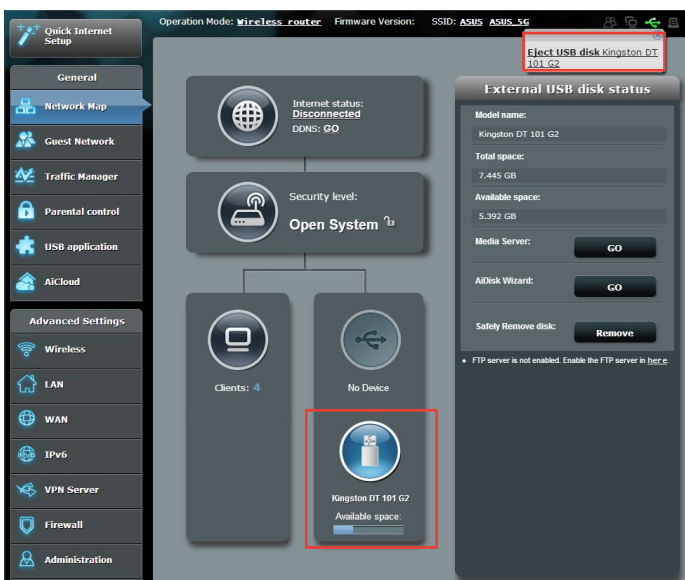 Quick Internet
Setup
Operation Mode: Wireless router Firmware Version: SSID: ASUS ASUS_5G
Eject USB disk Kingston DT
101 G2
General
Network Map
Guest Network
Traffic Manager
Parental control
USB application
AiCloud
Advanced Settings
Wireless
LAN
WAN
IPv6
VPN Server
Firewall
Administration
Internet status:
Disconnected
DDNS: GO
Security level:
Open System
Clients: 4
No Device
Kingston DT 101 G2
Available space:
External USB disk status
Model name:
Kingston DT 101 G2
Total space:
7.445 GB
Available space:
5.392 GB
Media Server: GO
AiDisk Wizard: GO
Safely Remove disk: Remove
• FTP server is not enabled. Enable the FTP server in here.